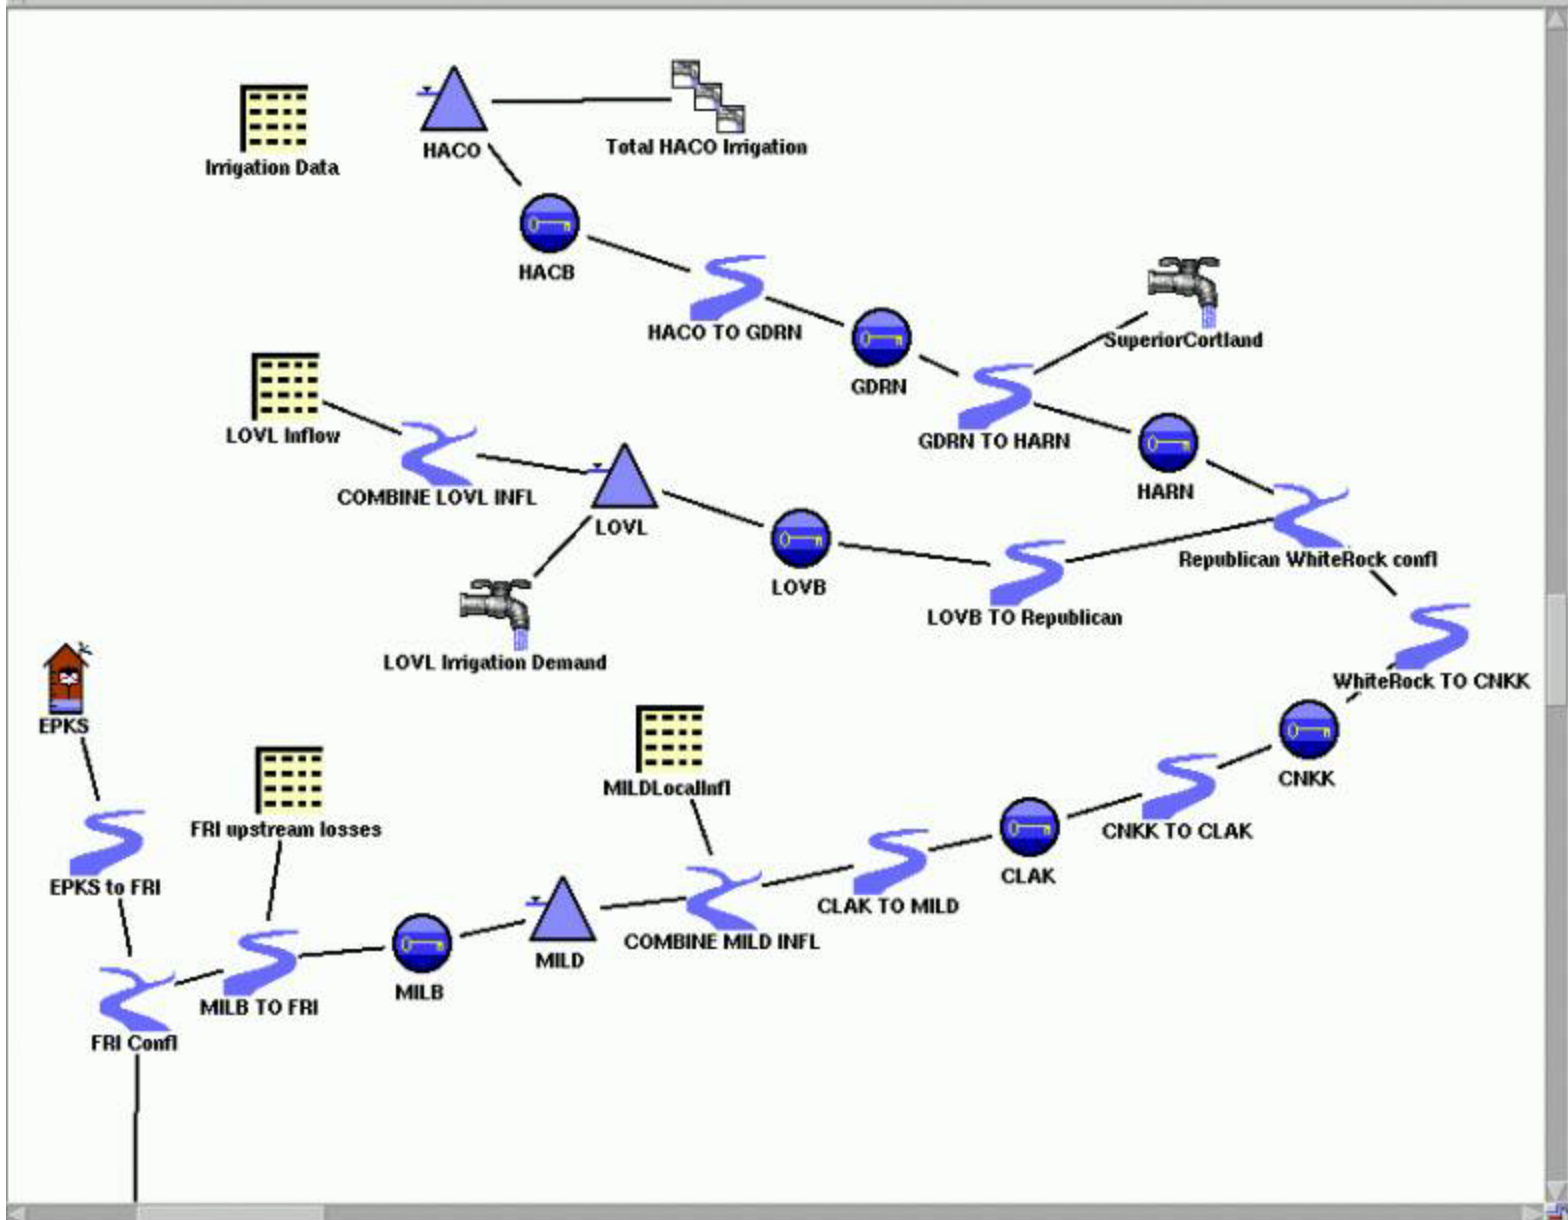 HACO
Total HACO Irrigation
Irrigation Data
HACB
HACO TO GDRN
SuperiorCortland
GDRN
LOVL Inflow
GDRN TO HARN
COMBINE LOVL INFL
HARN
LOVL
Republican WhiteRock confl
LOVB
LOVB TO Republican
LOVL Irrigation Demand
WhiteRock TO CNKK
EPKS
CNKK
MILDLocalInfl
FRI upstream losses
CNKK TO CLAK
CLAK
EPKS to FRI
CLAK TO MILD
COMBINE MILD INFL
MILD
MILB
MILB TO FRI
FRI Confl